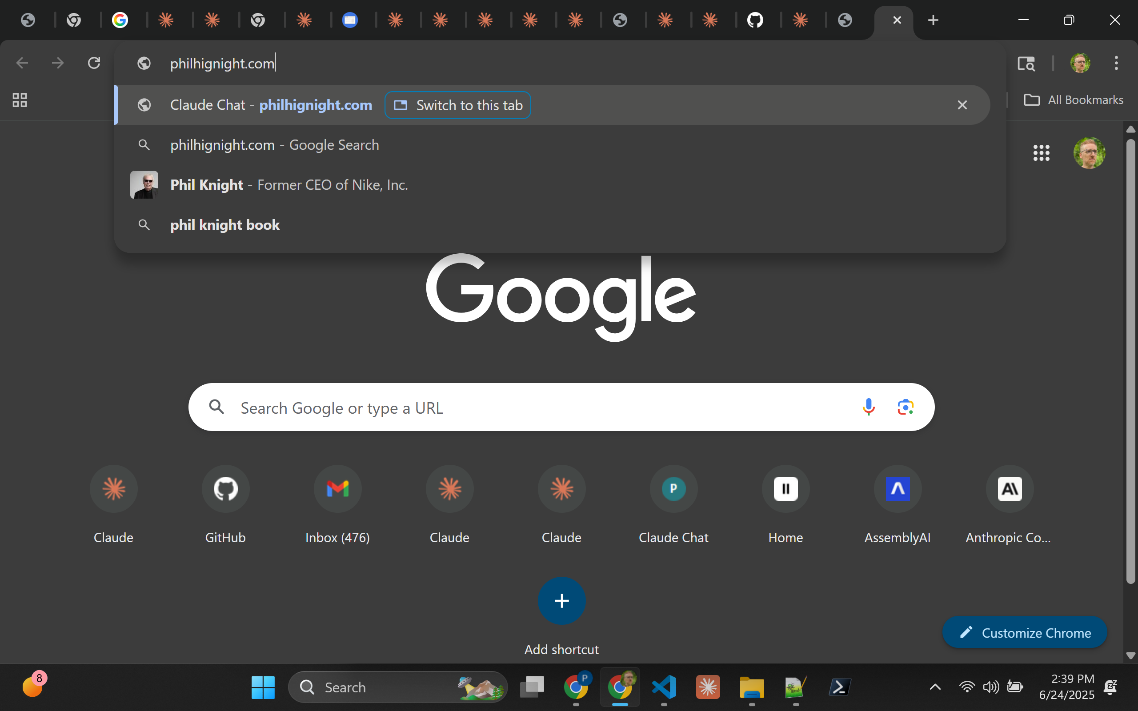 philhignight.com
All Bookmarks
Claude Chat - philhignight.com Switch to this tab
philhignight.com - Google Search
Phil Knight - Former CEO of Nike, Inc.
phil knight book
Google
Search Google or type a URL
P
Claude GitHub Inbox (476) Claude Claude Claude Chat Home AssemblyAI Anthropic Co...
Add shortcut
Customize Chrome
8
Search
P
2:39 PM
6/24/2025